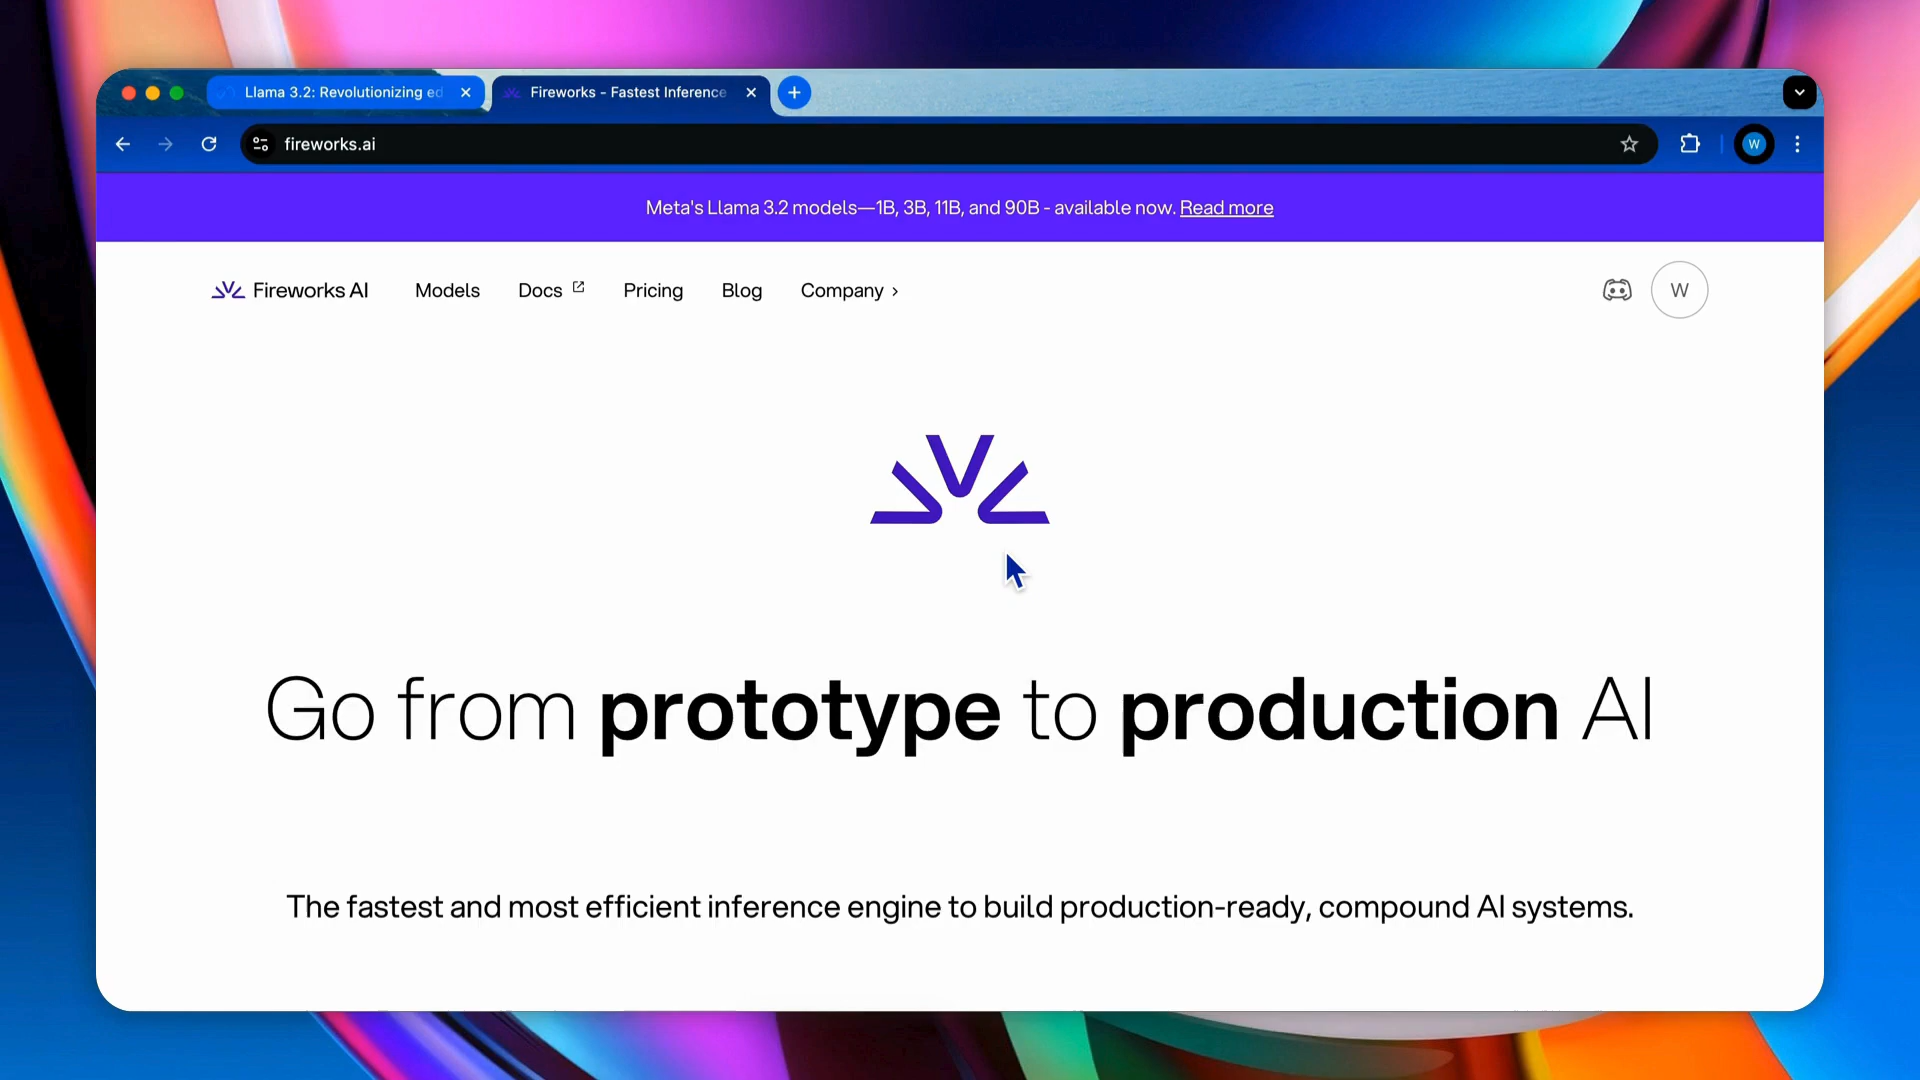 Llama 3.2: Revolutionizing ed
Fireworks - Fastest Inference
fireworks.ai
W
Meta's Llama 3.2 models—1B, 3B, 11B, and 90B - available now. Read more
Fireworks AI
Models
Docs
Pricing
Blog
Company
W
Go from prototype to production AI
The fastest and most efficient inference engine to build production-ready, compound AI systems.